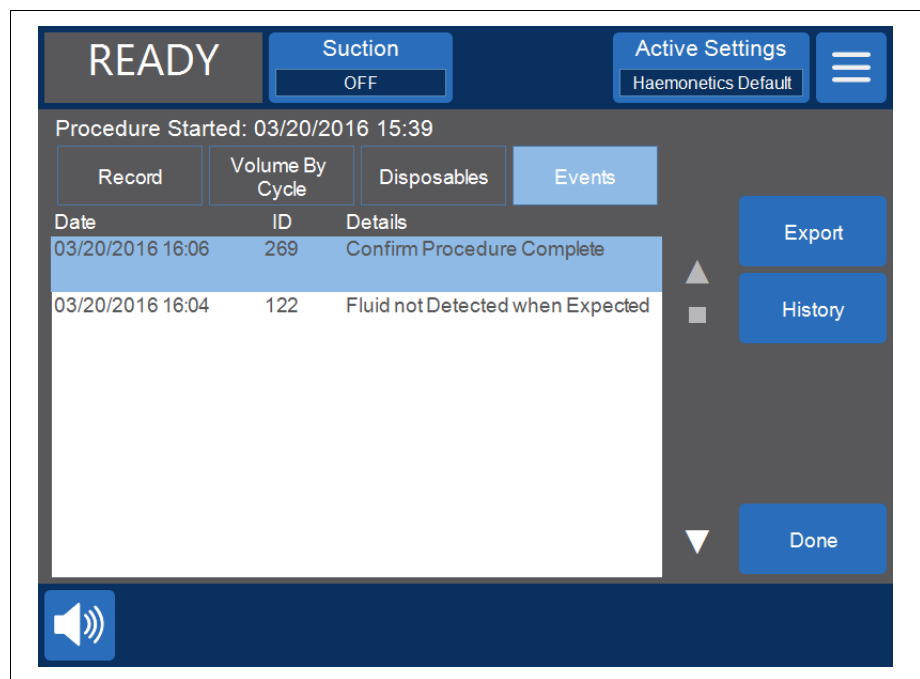 READY
Suction
OFF
Active Settings
Haemonetics Default
Procedure Started: 03/20/2016 15:39
Record
Volume By
Cycle
Disposables
Events
Date ID Details
03/20/2016 16:06 269 Confirm Procedure Complete
03/20/2016 16:04 122 Fluid not Detected when Expected
Export
History
Done